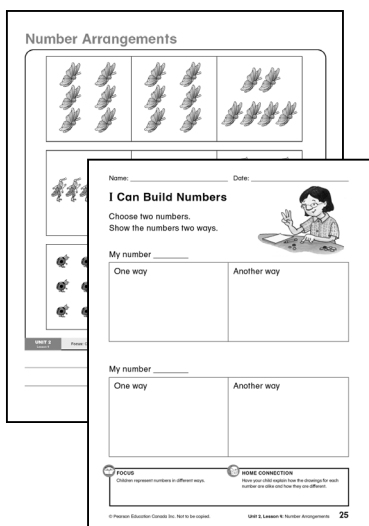 Number Arrangements
UNIT 2
Name: Date:
I Can Build Numbers
Choose two numbers.
Show the numbers two ways.
My number
One way Another way
My number
One way Another way
FOCUS
Children represent numbers in different ways.
HOME CONNECTION
Have your child explain how the drawings for each
number are alike and how they are different.
© Pearson Education Canada Inc. Not to be copied. Unit 2, Lesson 4: Number Arrangements 25